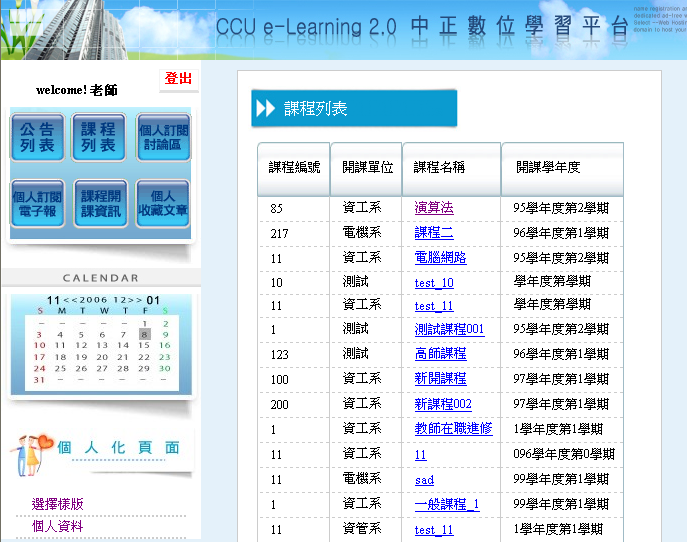 CCU e-Learning 2.0 中正數位學習平台
welcome! 老師
登出
公告列表
課程列表
個人訂閱討論區
個人訂閱電子報
課程開課資訊
個人收藏文章
CALENDAR
11 << 2006 12 >> 01
S M T W T F S
– – – – – 1 2
3 4 5 6 7 8 9
10 11 12 13 14 15 16
17 18 19 20 21 22 23
24 25 26 27 28 29 30
31 – – – – – –
個人化頁面
選擇樣版
個人資料
課程列表
課程編號 開課單位 課程名稱 開課學年度
85 資工系 演算法 95學年度第2學期
217 電機系 課程二 96學年度第1學期
11 資工系 電腦網路 95學年度第2學期
10 測試 test_10 學年度第學期
11 資工系 test_11 學年度第學期
1 測試 測試課程001 95學年度第2學期
123 測試 高師課程 96學年度第1學期
100 資工系 新開課程 97學年度第1學期
200 資工系 新課程002 97學年度第1學期
1 資工系 教師在職進修 1學年度第1學期
11 資工系 11 096學年度第0學期
11 電機系 sad 99學年度第1學期
1 資工系 一般課程_1 99學年度第1學期
11 資管系 test_11 1學年度第1學期